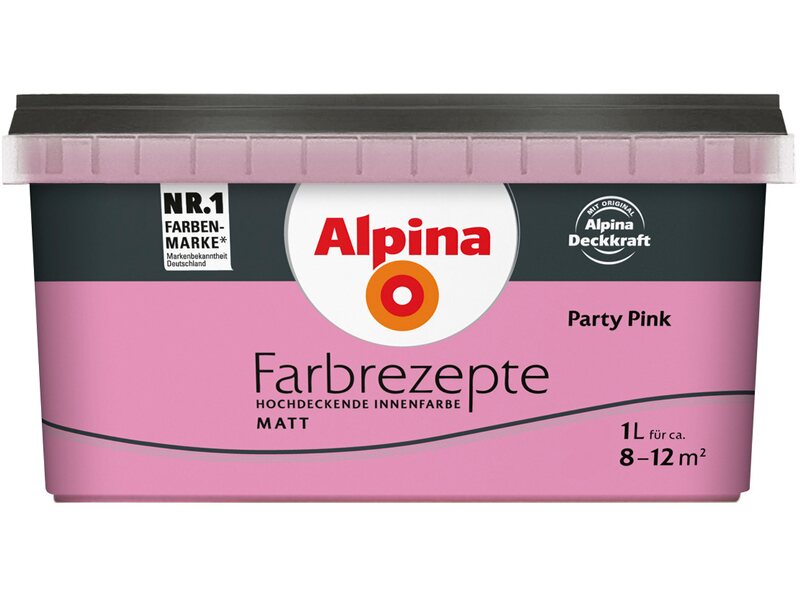 NR.1
FARBEN-
MARKE*
Markenbekanntheit
Deutschland
Alpina
MIT ORIGINAL
Alpina
Deckkraft
Party Pink
Farbrezepte
HOCHDECKENDE INNENFARBE
MATT
1L für ca.
8–12 m²